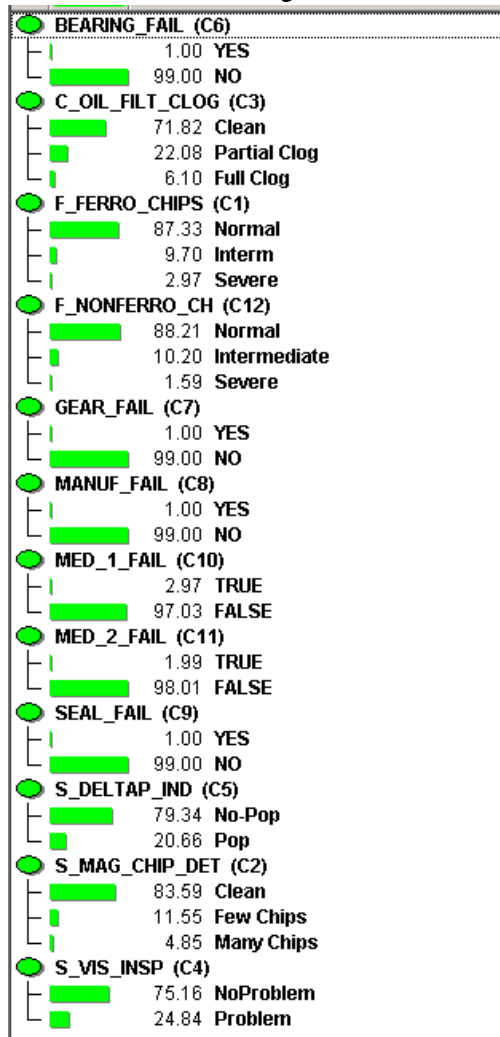 BEARING_FAIL (C6)
1.00 YES
99.00 NO
C_OIL_FILT_CLOG (C3)
71.82 Clean
22.08 Partial Clog
6.10 Full Clog
F_FERRO_CHIPS (C1)
87.33 Normal
9.70 Interm
2.97 Severe
F_NONFERRO_CH (C12)
88.21 Normal
10.20 Intermediate
1.59 Severe
GEAR_FAIL (C7)
1.00 YES
99.00 NO
MANUF_FAIL (C8)
1.00 YES
99.00 NO
MED_1_FAIL (C10)
2.97 TRUE
97.03 FALSE
MED_2_FAIL (C11)
1.99 TRUE
98.01 FALSE
SEAL_FAIL (C9)
1.00 YES
99.00 NO
S_DELTAP_IND (C5)
79.34 No-Pop
20.66 Pop
S_MAG_CHIP_DET (C2)
83.59 Clean
11.55 Few Chips
4.85 Many Chips
S_VIS_INSP (C4)
75.16 NoProblem
24.84 Problem